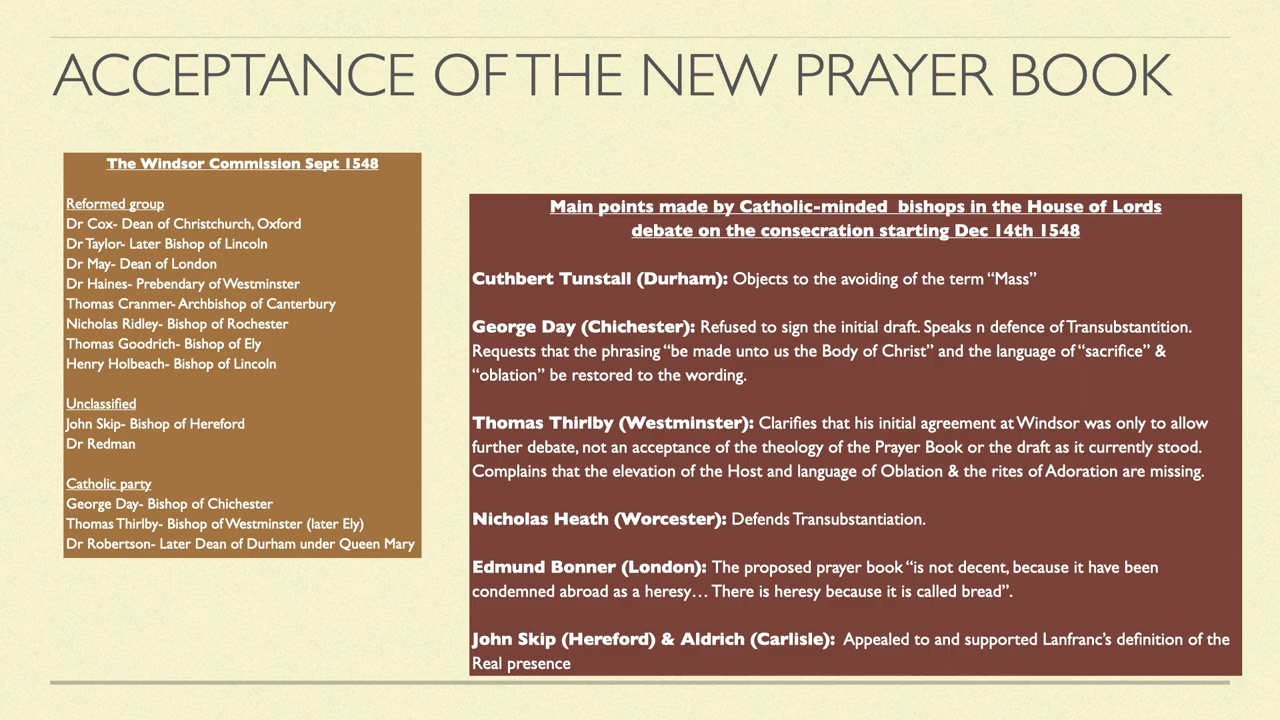 ACCEPTANCE OF THE NEW PRAYER BOOK
The Windsor Commission Sept 1548
Reformed group
Dr Cox- Dean of Christchurch, Oxford
Dr Taylor- Later Bishop of Lincoln
Dr May- Dean of London
Dr Haines- Prebendary of Westminster
Thomas Cranmer- Archbishop of Canterbury
Nicholas Ridley- Bishop of Rochester
Thomas Goodrich- Bishop of Ely
Henry Holbeach- Bishop of Lincoln
Unclassified
John Skip- Bishop of Hereford
Dr Redman
Catholic party
George Day- Bishop of Chichester
Thomas Thirlby- Bishop of Westminster (later Ely)
Dr Robertson- Later Dean of Durham under Queen Mary
Main points made by Catholic-minded bishops in the House of Lords
debate on the consecration starting Dec 14th 1548
Cuthbert Tunstall (Durham): Objects to the avoiding of the term “Mass”
George Day (Chichester): Refused to sign the initial draft. Speaks n defence of Transubstantition.
Requests that the phrasing “be made unto us the Body of Christ” and the language of “sacrifice” &
“oblation” be restored to the wording.
Thomas Thirlby (Westminster): Clarifies that his initial agreement at Windsor was only to allow
further debate, not an acceptance of the theology of the Prayer Book or the draft as it currently stood.
Complains that the elevation of the Host and language of Oblation & the rites of Adoration are missing.
Nicholas Heath (Worcester): Defends Transubstantiation.
Edmund Bonner (London): The proposed prayer book “is not decent, because it have been
condemned abroad as a heresy… There is heresy because it is called bread”.
John Skip (Hereford) & Aldrich (Carlisle): Appealed to and supported Lanfranc’s definition of the
Real presence